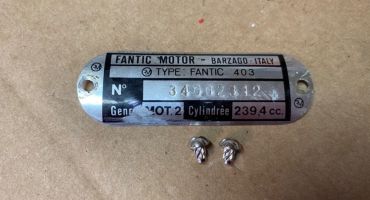 FANTIC MOTOR - BARZAGO - ITALY
TYPE: FANTIC 403
N°
Genre MOT.2 Cylindrée 239,4 cc.